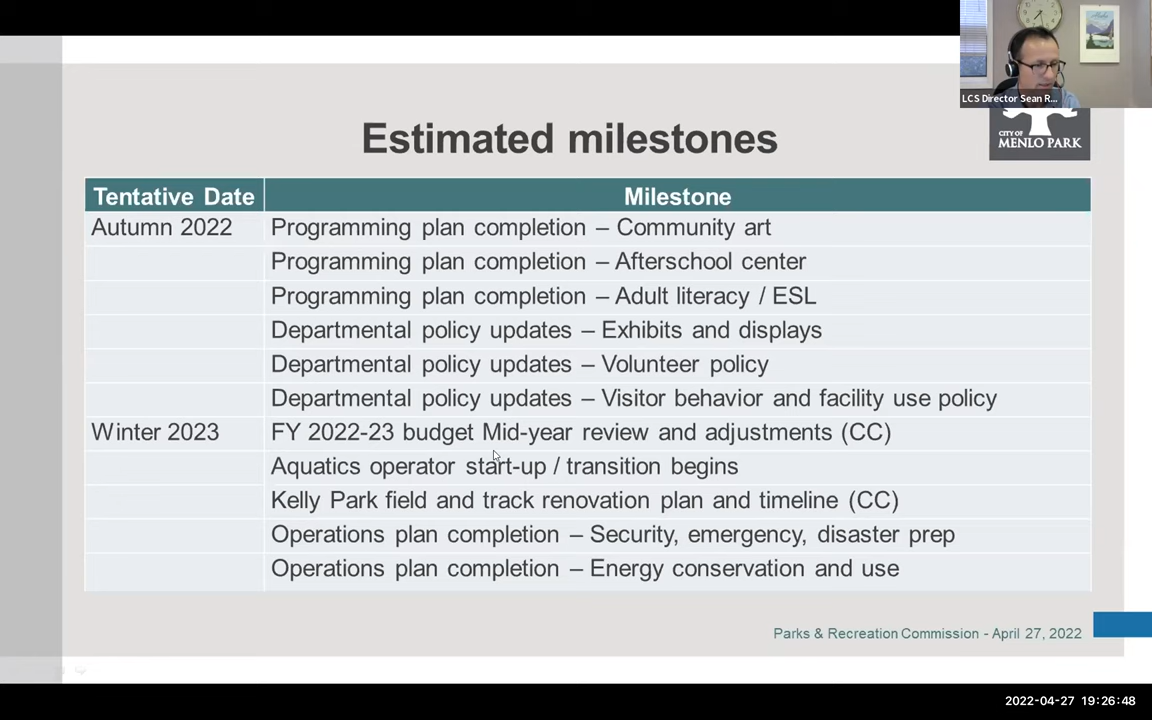 LCS Director Sean R...
CITY OF
MENLO PARK
Estimated milestones
Tentative Date Milestone
Autumn 2022 Programming plan completion – Community art
Programming plan completion – Afterschool center
Programming plan completion – Adult literacy / ESL
Departmental policy updates – Exhibits and displays
Departmental policy updates – Volunteer policy
Departmental policy updates – Visitor behavior and facility use policy
Winter 2023 FY 2022-23 budget Mid-year review and adjustments (CC)
Aquatics operator start-up / transition begins
Kelly Park field and track renovation plan and timeline (CC)
Operations plan completion – Security, emergency, disaster prep
Operations plan completion – Energy conservation and use
Parks & Recreation Commission - April 27, 2022
2022-04-27 19:26:48